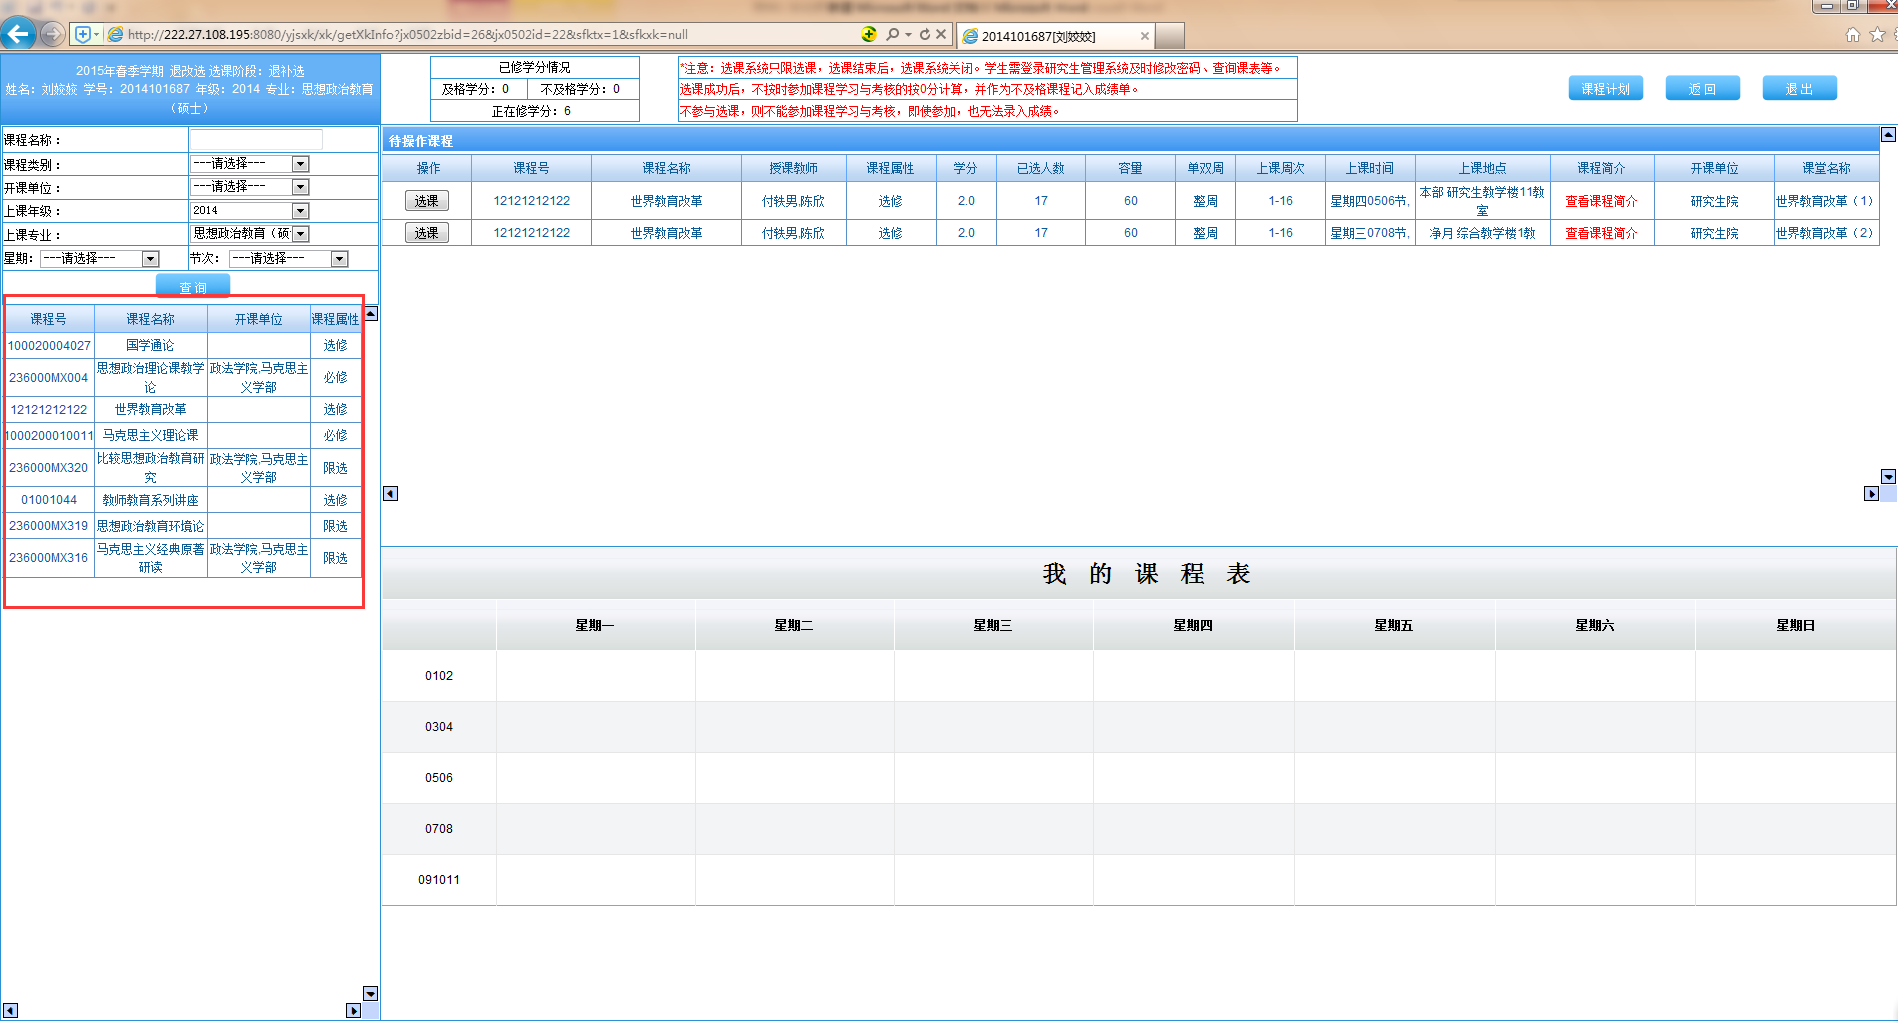 http://222.27.108.195:8080/yjsxk/xk/getXkInfo?jx0502zbid=26&jx0502id=22&sfktx=1&sfkxk=null
2014101687[刘姣姣]
2015年春季学期 退改选 选课阶段：退补选
姓名：刘姣姣 学号：2014101687 年级：2014 专业：思想政治教育
（硕士）
已修学分情况
及格学分：0 不及格学分：0
正在修学分：6
*注意：选课系统只限选课，选课结束后，选课系统关闭。学生需登录研究生管理系统及时修改密码、查询课表等。
选课成功后，不按时参加课程学习与考核的按0分计算，并作为不及格课程记入成绩单。
不参与选课，则不能参加课程学习与考核，即使参加，也无法录入成绩。
课程计划 返 回 退 出
课程名称：
课程类别： ---请选择---
开课单位： ---请选择---
上课年级： 2014
上课专业： 思想政治教育（硕
星期： ---请选择--- 节次： ---请选择---
查 询
课程号 课程名称 开课单位 课程属性
100020004027 国学通论 选修
236000MX004 思想政治理论课教学论 政法学院,马克思主义学部 必修
12121212122 世界教育改革 选修
1000200010011 马克思主义理论课 必修
236000MX320 比较思想政治教育研究 政法学院,马克思主义学部 限选
01001044 教师教育系列讲座 选修
236000MX319 思想政治教育环境论 限选
236000MX316 马克思主义经典原著研读 政法学院,马克思主义学部 限选
待操作课程
操作 课程号 课程名称 授课教师 课程属性 学分 已选人数 容量 单双周 上课周次 上课时间 上课地点 课程简介 开课单位 课堂名称
选课 12121212122 世界教育改革 付轶男,陈欣 选修 2.0 17 60 整周 1-16 星期四0506节, 本部 研究生教学楼11教室 查看课程简介 研究生院 世界教育改革（1）
选课 12121212122 世界教育改革 付轶男,陈欣 选修 2.0 17 60 整周 1-16 星期三0708节, 净月 综合教学楼1教 查看课程简介 研究生院 世界教育改革（2）
我 的 课 程 表
星期一 星期二 星期三 星期四 星期五 星期六 星期日
0102
0304
0506
0708
091011